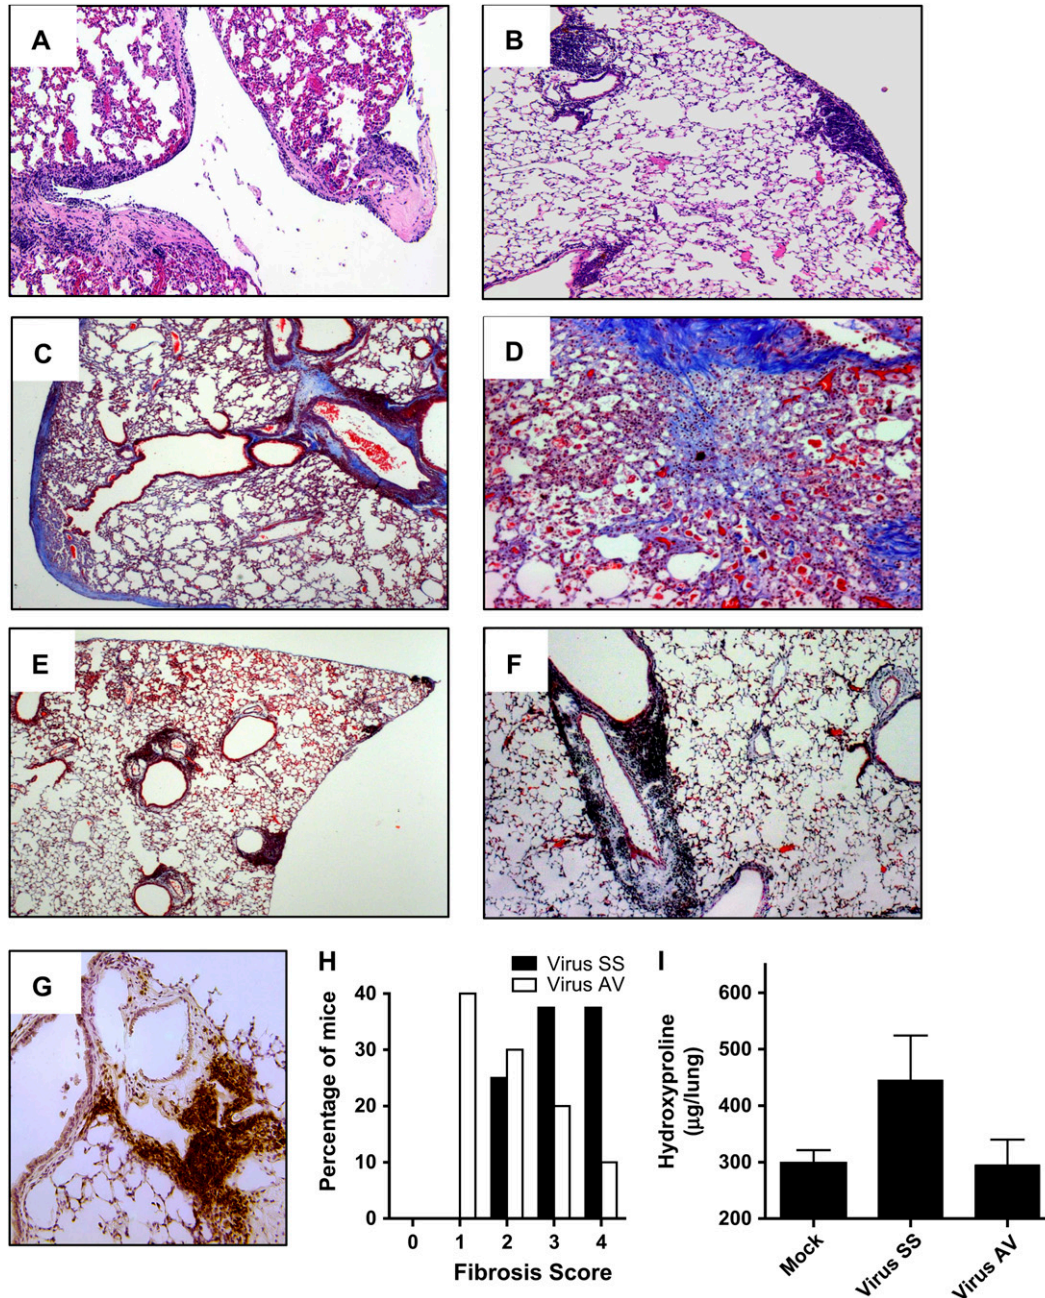 A
B
C
D
E
F
G
H
Virus SS
Virus AV
Percentage of mice
40
30
20
10
0
0 1 2 3 4
Fibrosis Score
I
Hydroxyproline
(µg/lung)
600
500
400
300
200
Mock
Virus SS
Virus AV